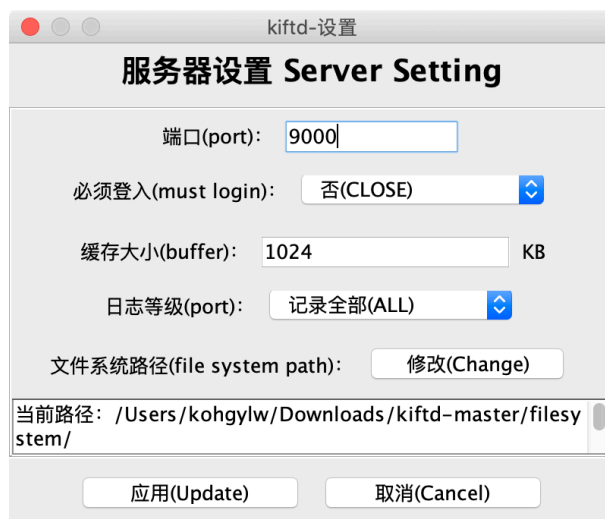 kiftd-设置
服务器设置 Server Setting
端口(port): 9000
必须登入(must login): 否(CLOSE)
缓存大小(buffer): 1024 KB
日志等级(port): 记录全部(ALL)
文件系统路径(file system path): 修改(Change)
当前路径: /Users/kohgylw/Downloads/kiftd-master/filesy
stem/
应用(Update) 取消(Cancel)